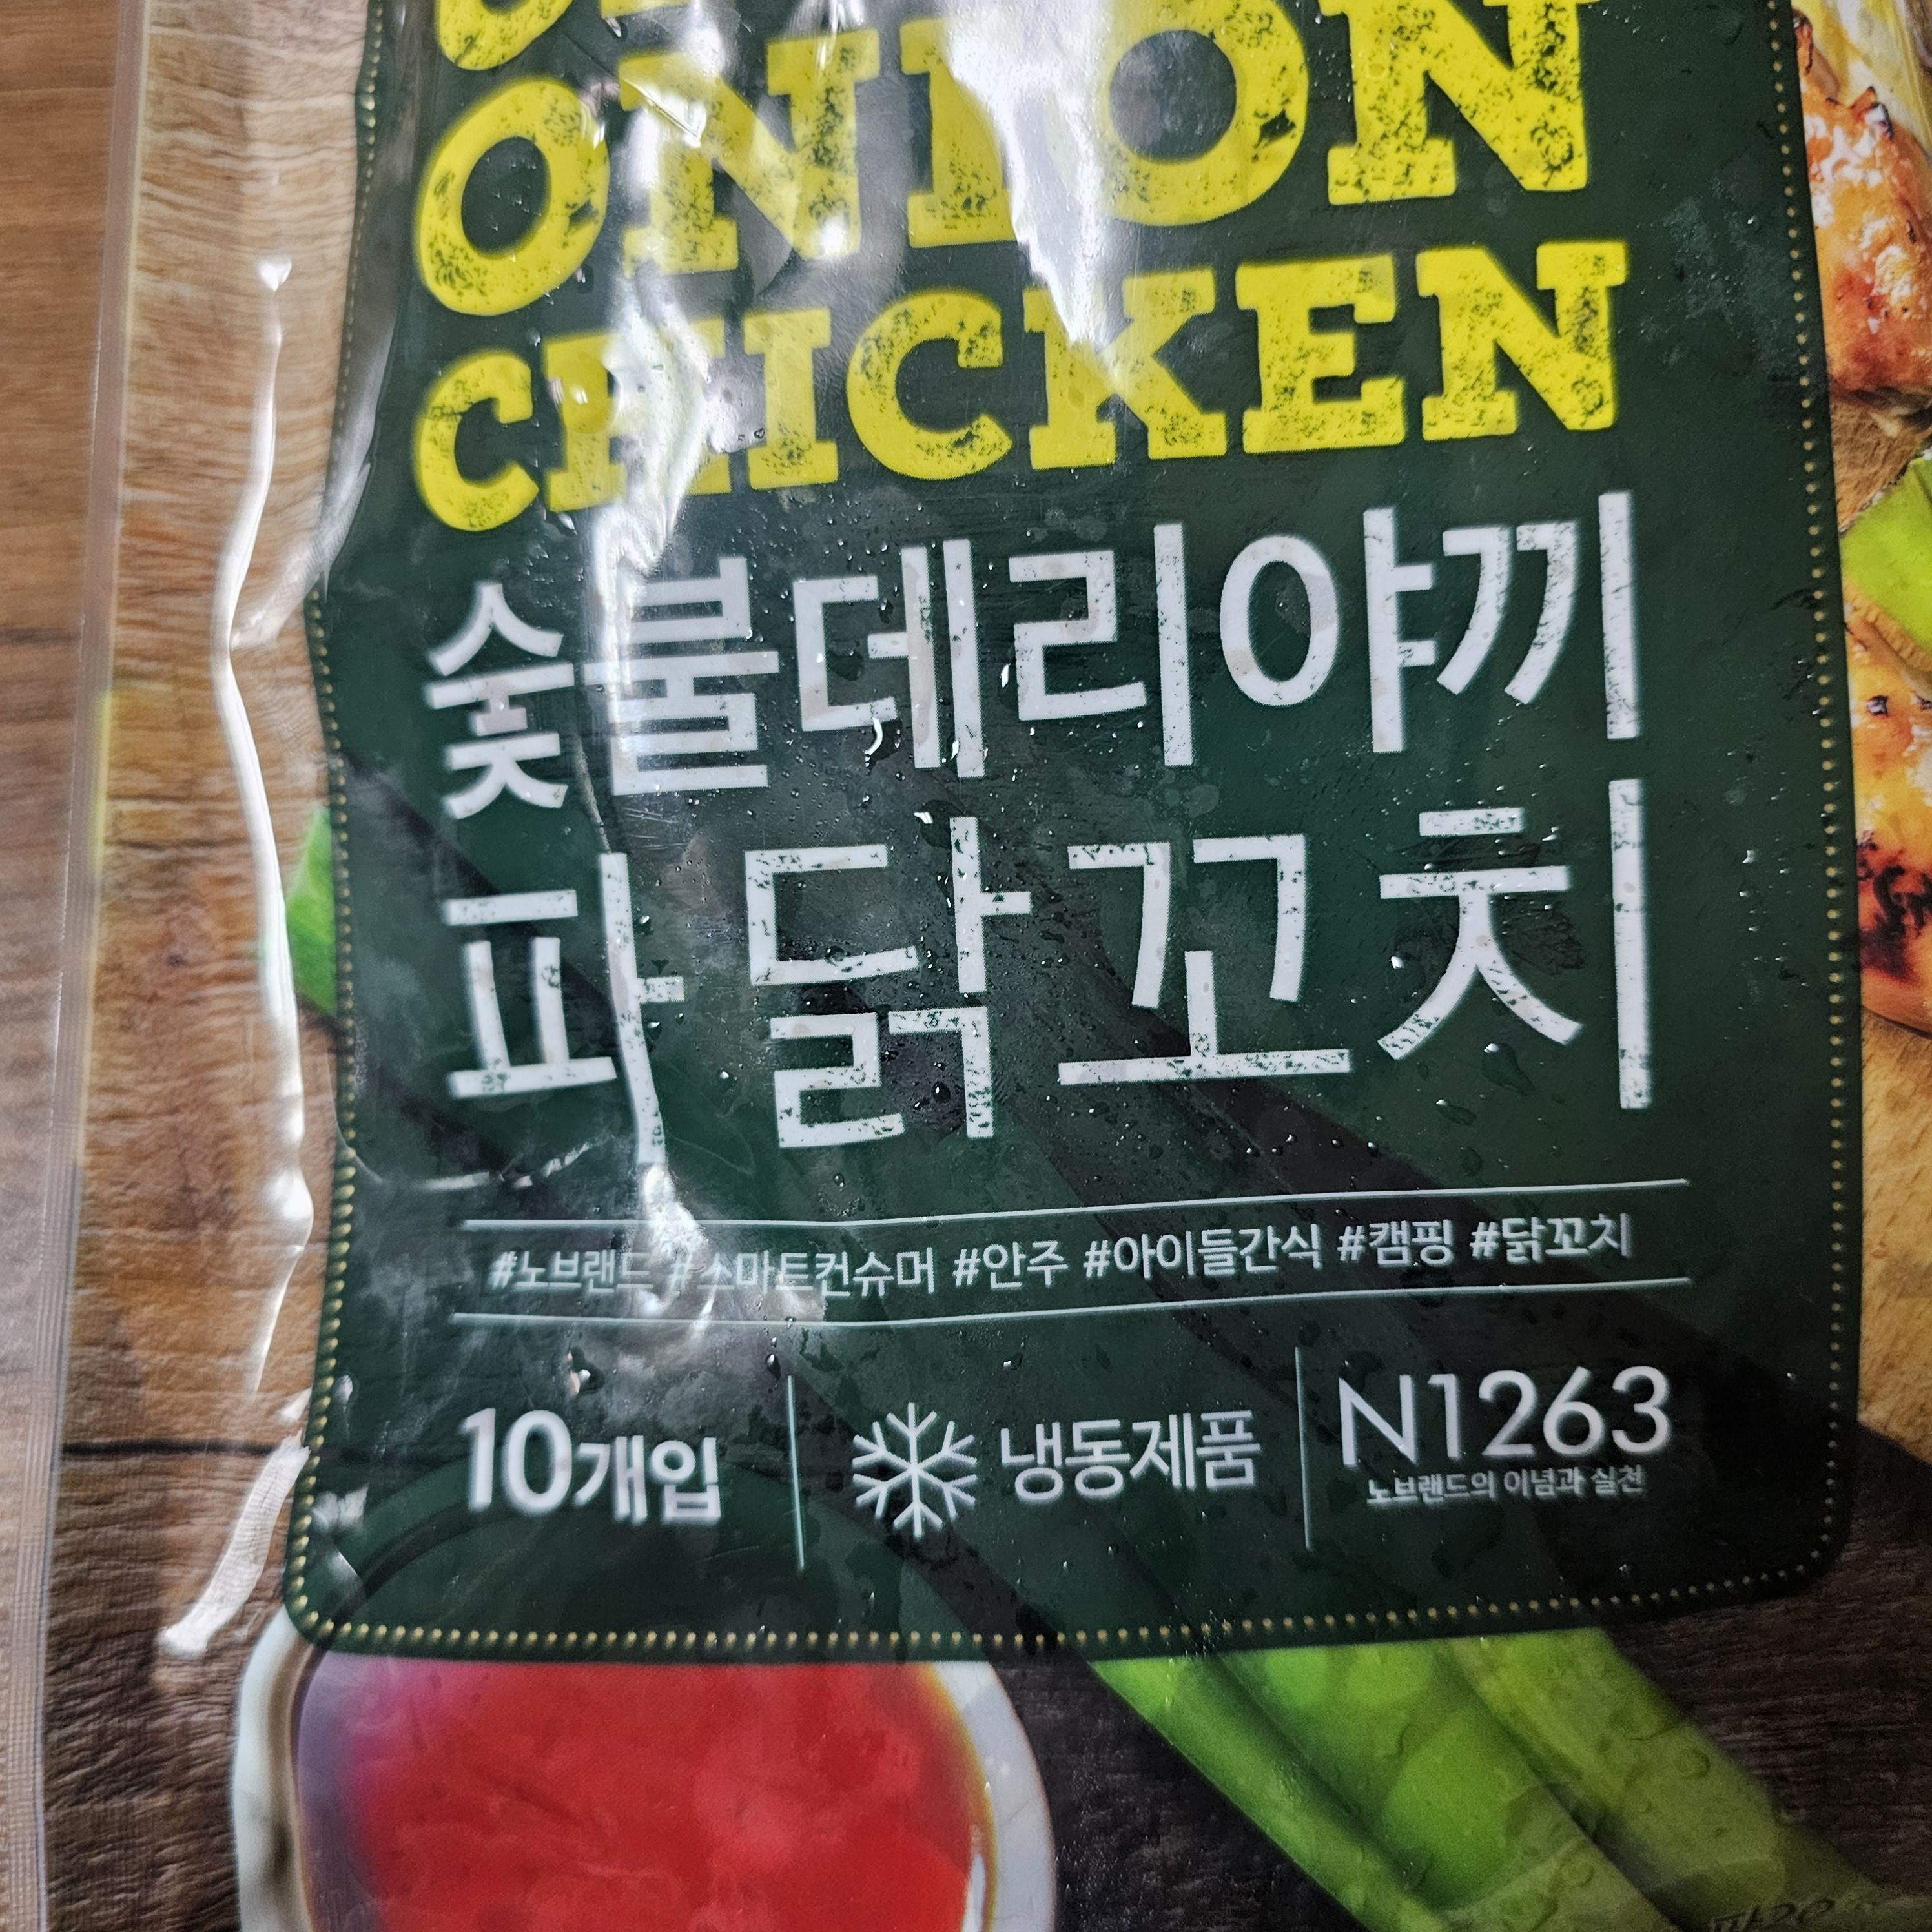 ONION
CHICKEN
숯불데리야끼
파닭꼬치
#노브랜드 #스마트컨슈머 #안주 #아이들간식 #캠핑 #닭꼬치
10개입
냉동제품
N1263
노브랜드의 이념과 실천